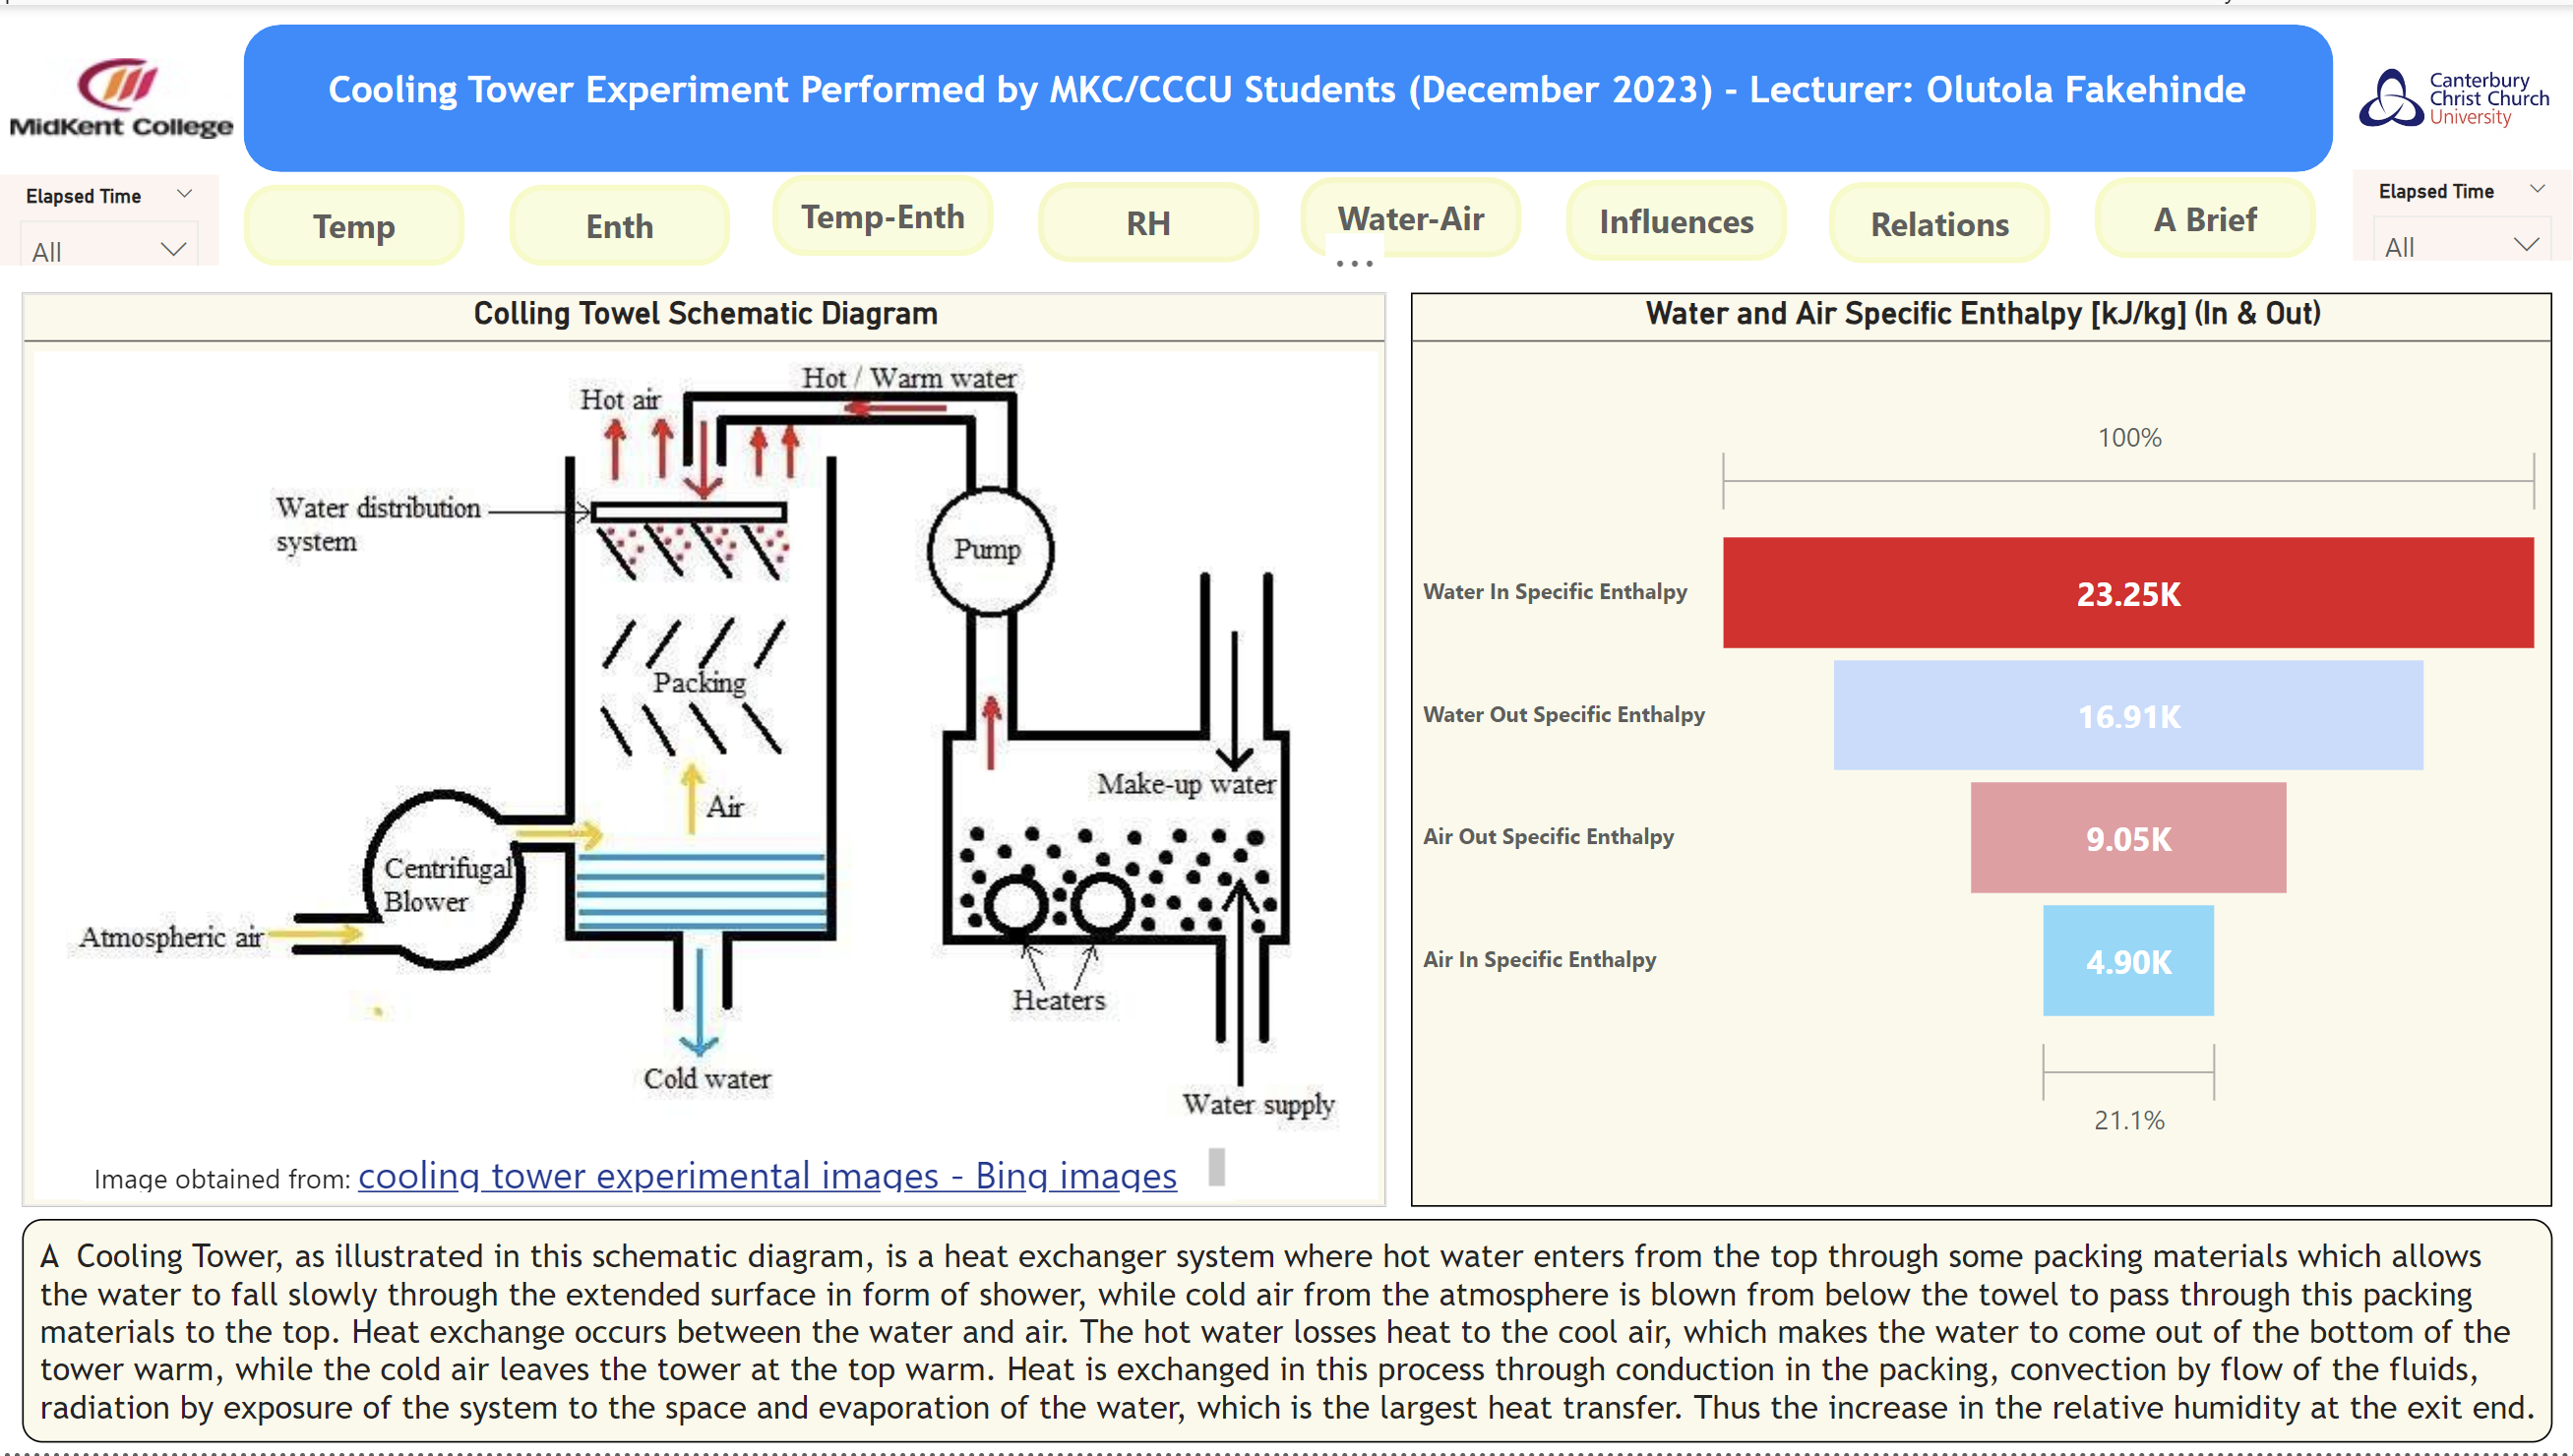 MidKent College
Cooling Tower Experiment Performed by MKC/CCCU Students (December 2023) - Lecturer: Olutola Fakehinde
Canterbury
Christ Church
University
Elapsed Time
All
Temp
Enth
Temp-Enth
RH
Water-Air
Influences
Relations
A Brief
Elapsed Time
All
...
Colling Towel Schematic Diagram
Hot / Warm water
Hot air
Water distribution
system
Pump
Packing
Make-up water
Air
Centrifugal
Blower
Atmospheric air
Heaters
Cold water
Water supply
Image obtained from: cooling tower experimental images - Bing images
Water and Air Specific Enthalpy [kJ/kg] (In & Out)
100%
Water In Specific Enthalpy
23.25K
Water Out Specific Enthalpy
16.91K
Air Out Specific Enthalpy
9.05K
Air In Specific Enthalpy
4.90K
21.1%
A Cooling Tower, as illustrated in this schematic diagram, is a heat exchanger system where hot water enters from the top through some packing materials which allows
the water to fall slowly through the extended surface in form of shower, while cold air from the atmosphere is blown from below the towel to pass through this packing
materials to the top. Heat exchange occurs between the water and air. The hot water losses heat to the cool air, which makes the water to come out of the bottom of the
tower warm, while the cold air leaves the tower at the top warm. Heat is exchanged in this process through conduction in the packing, convection by flow of the fluids,
radiation by exposure of the system to the space and evaporation of the water, which is the largest heat transfer. Thus the increase in the relative humidity at the exit end.